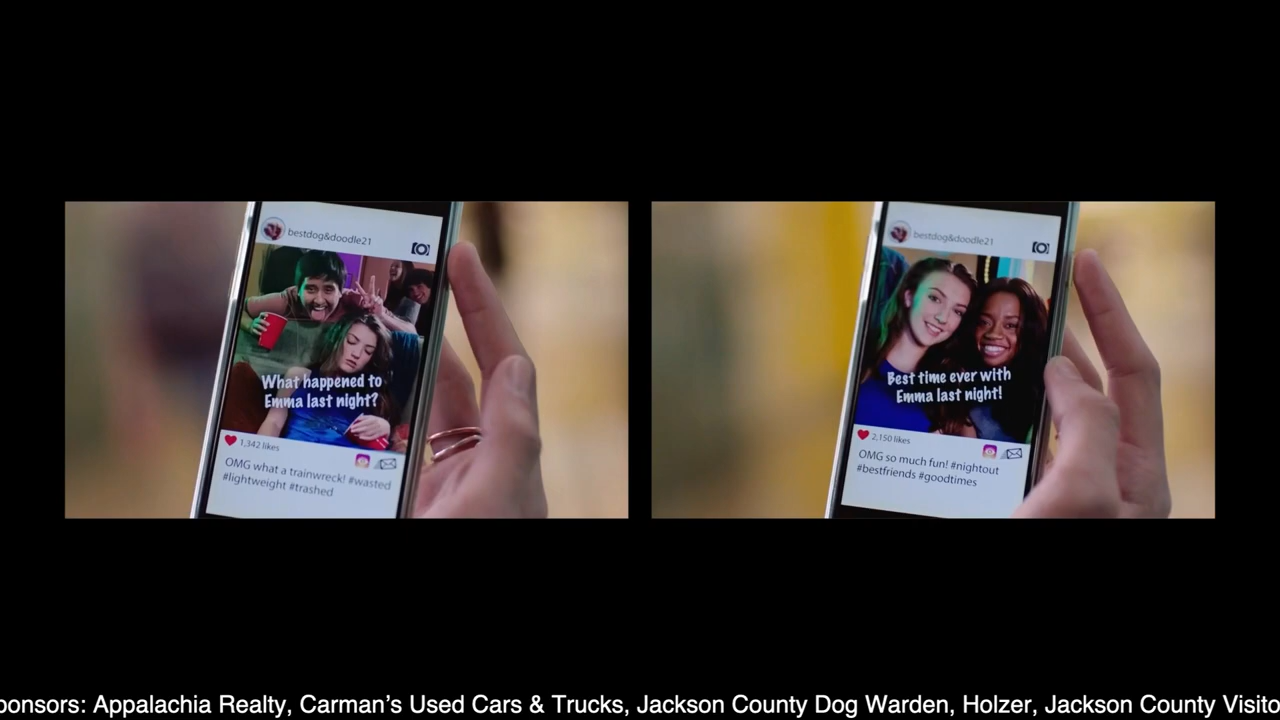 bestdog&doodle21
What happened to
Emma last night?
1,342 likes
OMG what a trainwreck! #wasted
#lightweight #trashed
bestdog&doodle21
Best time ever with
Emma last night!
2,150 likes
OMG so much fun! #nightout
#bestfriends #goodtimes
ponsors: Appalachia Realty, Carman's Used Cars & Trucks, Jackson County Dog Warden, Holzer, Jackson County Visito